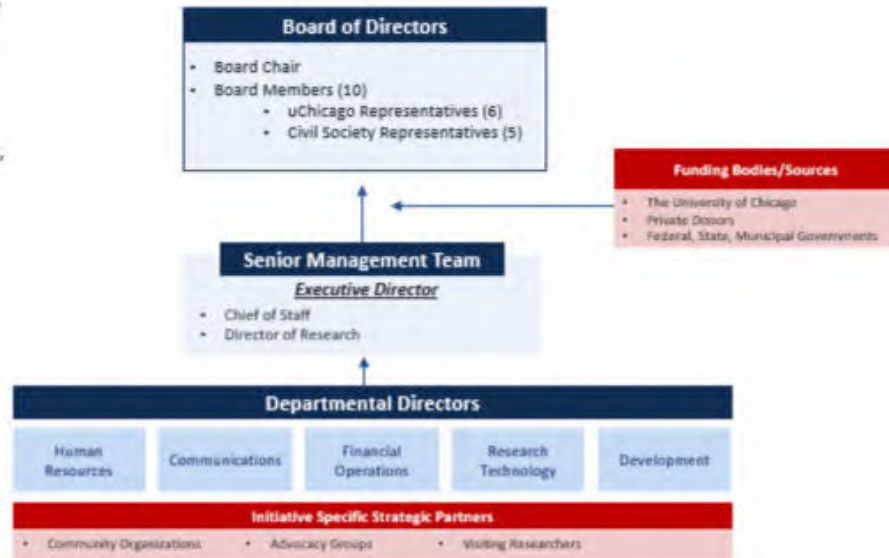 Board of Directors
• Board Chair
• Board Members (10)
• uChicago Representatives (6)
• Civil Society Representatives (5)
Funding Bodies/Sources
• The University of Chicago
• Private Donors
• Federal, State, Municipal Governments
Senior Management Team
Executive Director
• Chief of Staff
• Director of Research
Departmental Directors
Human
Resources
Communications
Financial
Operations
Research
Technology
Development
Initiative Specific Strategic Partners
• Community Organizations • Advocacy Groups • Visiting Researchers